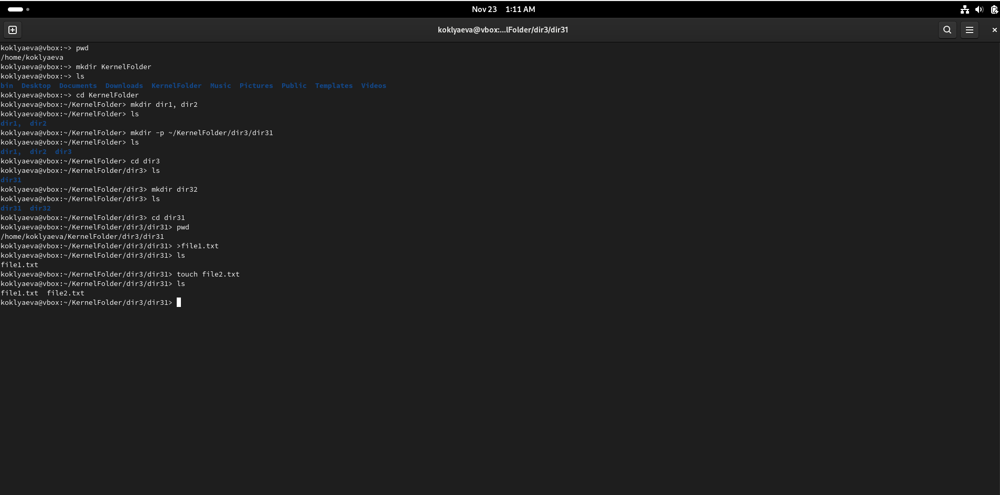 Nov 23 1:11 AM
koklyaeva@vbox:...lFolder/dir3/dir31
koklyaeva@vbox:~> pwd
/home/koklyaeva
koklyaeva@vbox:~> mkdir KernelFolder
koklyaeva@vbox:~> ls
bin  Desktop  Documents  Downloads  KernelFolder  Music  Pictures  Public  Templates  Videos
koklyaeva@vbox:~> cd KernelFolder
koklyaeva@vbox:~/KernelFolder> mkdir dir1, dir2
koklyaeva@vbox:~/KernelFolder> ls
dir1,  dir2
koklyaeva@vbox:~/KernelFolder> mkdir -p ~/KernelFolder/dir3/dir31
koklyaeva@vbox:~/KernelFolder> ls
dir1,  dir2  dir3
koklyaeva@vbox:~/KernelFolder> cd dir3
koklyaeva@vbox:~/KernelFolder/dir3> ls
dir31
koklyaeva@vbox:~/KernelFolder/dir3> mkdir dir32
koklyaeva@vbox:~/KernelFolder/dir3> ls
dir31  dir32
koklyaeva@vbox:~/KernelFolder/dir3> cd dir31
koklyaeva@vbox:~/KernelFolder/dir3/dir31> pwd
/home/koklyaeva/KernelFolder/dir3/dir31
koklyaeva@vbox:~/KernelFolder/dir3/dir31> >file1.txt
koklyaeva@vbox:~/KernelFolder/dir3/dir31> ls
file1.txt
koklyaeva@vbox:~/KernelFolder/dir3/dir31> touch file2.txt
koklyaeva@vbox:~/KernelFolder/dir3/dir31> ls
file1.txt  file2.txt
koklyaeva@vbox:~/KernelFolder/dir3/dir31>